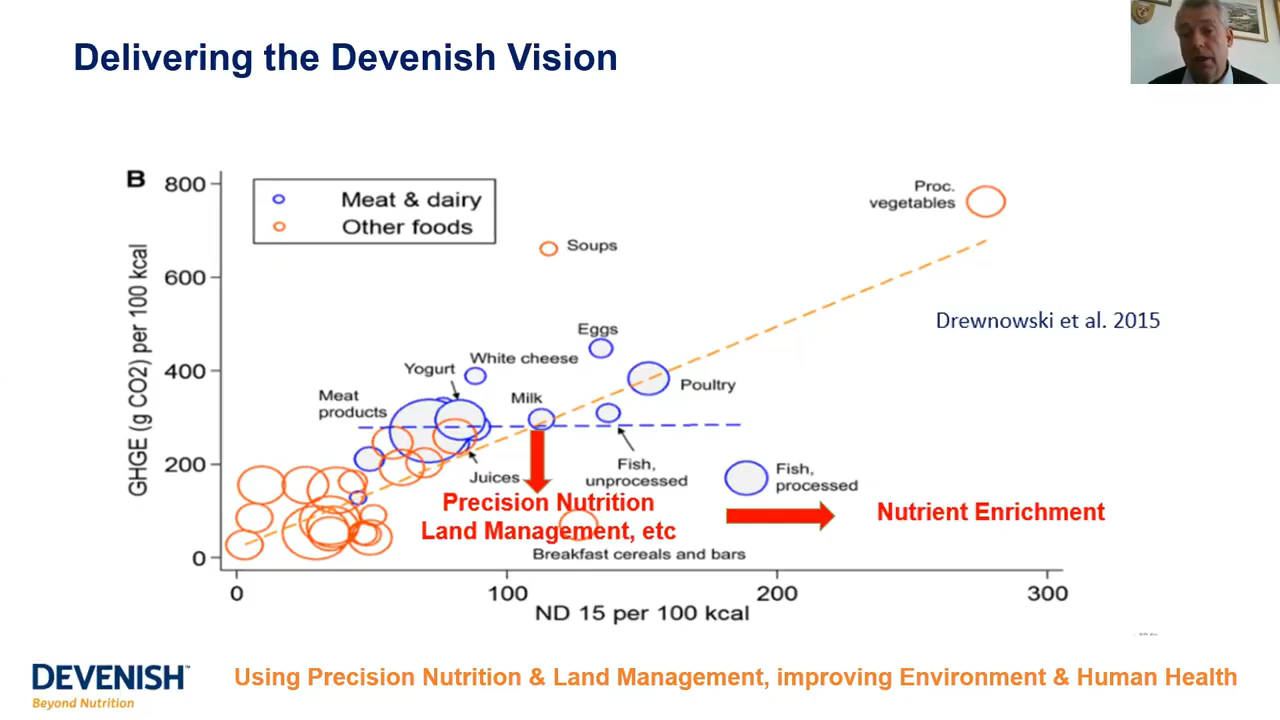 Delivering the Devenish Vision
B
800
600
400
200
0
GHGE (g CO2) per 100 kcal
Meat & dairy
Other foods
Proc.
vegetables
Soups
Drewnowski et al. 2015
Eggs
White cheese
Yogurt
Poultry
Meat
products
Milk
Fish,
unprocessed
Juices
Fish,
processed
Precision Nutrition
Land Management, etc
Nutrient Enrichment
Breakfast cereals and bars
0
100
200
300
ND 15 per 100 kcal
DEVENISH™
Beyond Nutrition
Using Precision Nutrition & Land Management, improving Environment & Human Health